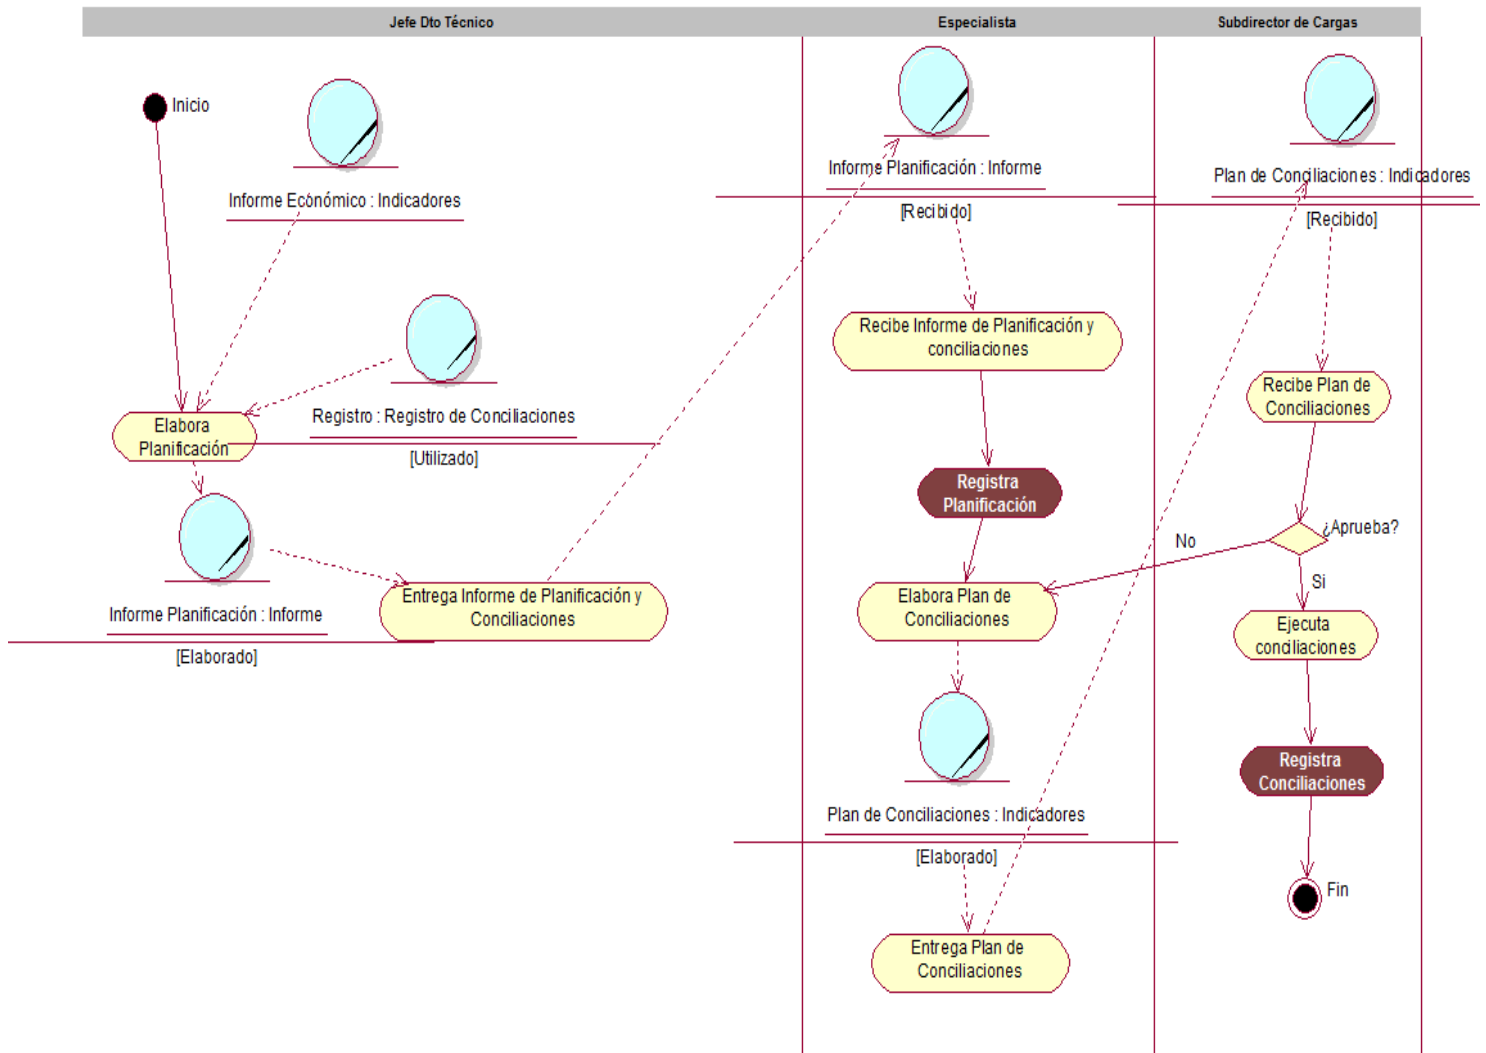 Jefe Dto Técnico
Especialista
Subdirector de Cargas
Inicio
Informe Económico : Indicadores
Registro : Registro de Conciliaciones
[Utilizado]
Elabora
Planificación
Informe Planificación : Informe
[Elaborado]
Entrega Informe de Planificación y
Conciliaciones
Informe Planificación : Informe
[Recibido]
Recibe Informe de Planificación y
conciliaciones
Registra
Planificación
Elabora Plan de
Conciliaciones
Plan de Conciliaciones : Indicadores
[Elaborado]
Entrega Plan de
Conciliaciones
Plan de Conciliaciones : Indicadores
[Recibido]
Recibe Plan de
Conciliaciones
¿Aprueba?
No
Si
Ejecuta
conciliaciones
Registra
Conciliaciones
Fin